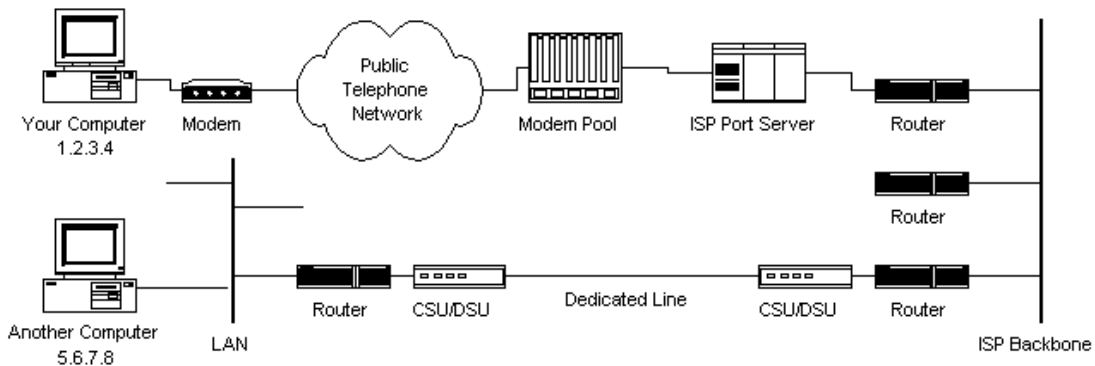 Public
Telephone
Network
Your Computer
1.2.3.4
Modem
Modem Pool
ISP Port Server
Router
Router
Another Computer
5.6.7.8
LAN
Router
CSU/DSU
Dedicated Line
CSU/DSU
Router
ISP Backbone